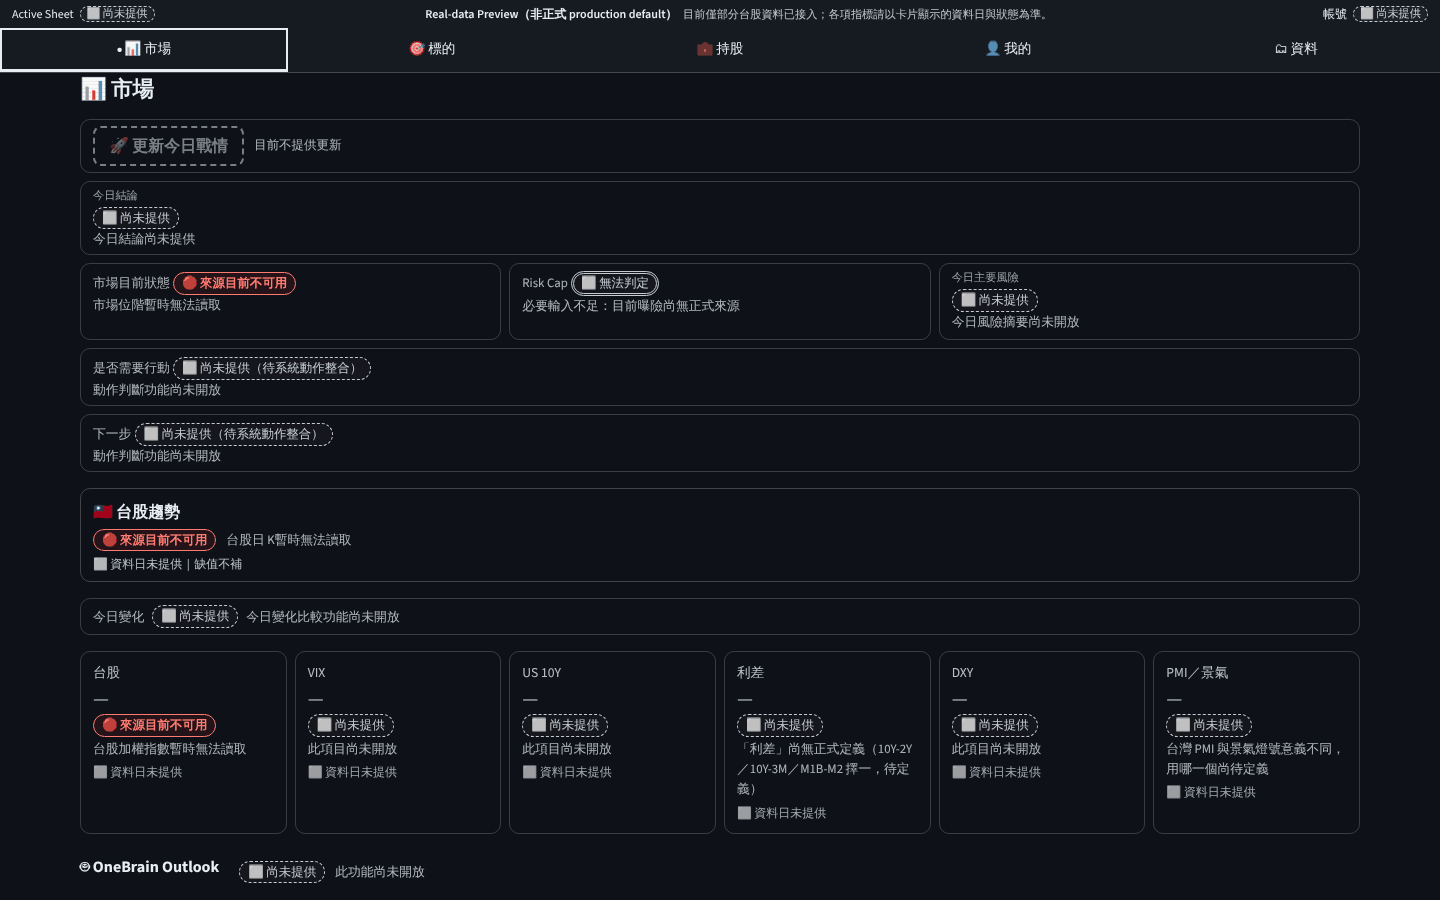 Active Sheet ⬜ 尚未提供
Real-data Preview（非正式 production default） 目前僅部分台股資料已接入；各項指標請以卡片顯示的資料日與狀態為準。
帳號 ⬜ 尚未提供
• 📊 市場
🎯 標的
💼 持股
👤 我的
🗂 資料
📊 市場
🚀 更新今日戰情 目前不提供更新
今日結論
⬜ 尚未提供
今日結論尚未提供
市場目前狀態 🔴 來源目前不可用
市場位階暫時無法讀取
Risk Cap ⬜ 無法判定
必要輸入不足：目前曝險尚無正式來源
今日主要風險
⬜ 尚未提供
今日風險摘要尚未開放
是否需要行動 ⬜ 尚未提供（待系統動作整合）
動作判斷功能尚未開放
下一步 ⬜ 尚未提供（待系統動作整合）
動作判斷功能尚未開放
🇹🇼 台股趨勢
🔴 來源目前不可用 台股日 K暫時無法讀取
⬜ 資料日未提供｜缺值不補
今日變化 ⬜ 尚未提供 今日變化比較功能尚未開放
台股
—
🔴 來源目前不可用
台股加權指數暫時無法讀取
⬜ 資料日未提供
VIX
—
⬜ 尚未提供
此項目尚未開放
⬜ 資料日未提供
US 10Y
—
⬜ 尚未提供
此項目尚未開放
⬜ 資料日未提供
利差
—
⬜ 尚未提供
「利差」尚無正式定義（10Y-2Y
／10Y-3M／M1B-M2 擇一，待定
義）
⬜ 資料日未提供
DXY
—
⬜ 尚未提供
此項目尚未開放
⬜ 資料日未提供
PMI／景氣
—
⬜ 尚未提供
台灣 PMI 與景氣燈號意義不同，
用哪一個尚待定義
⬜ 資料日未提供
OneBrain Outlook ⬜ 尚未提供 此功能尚未開放